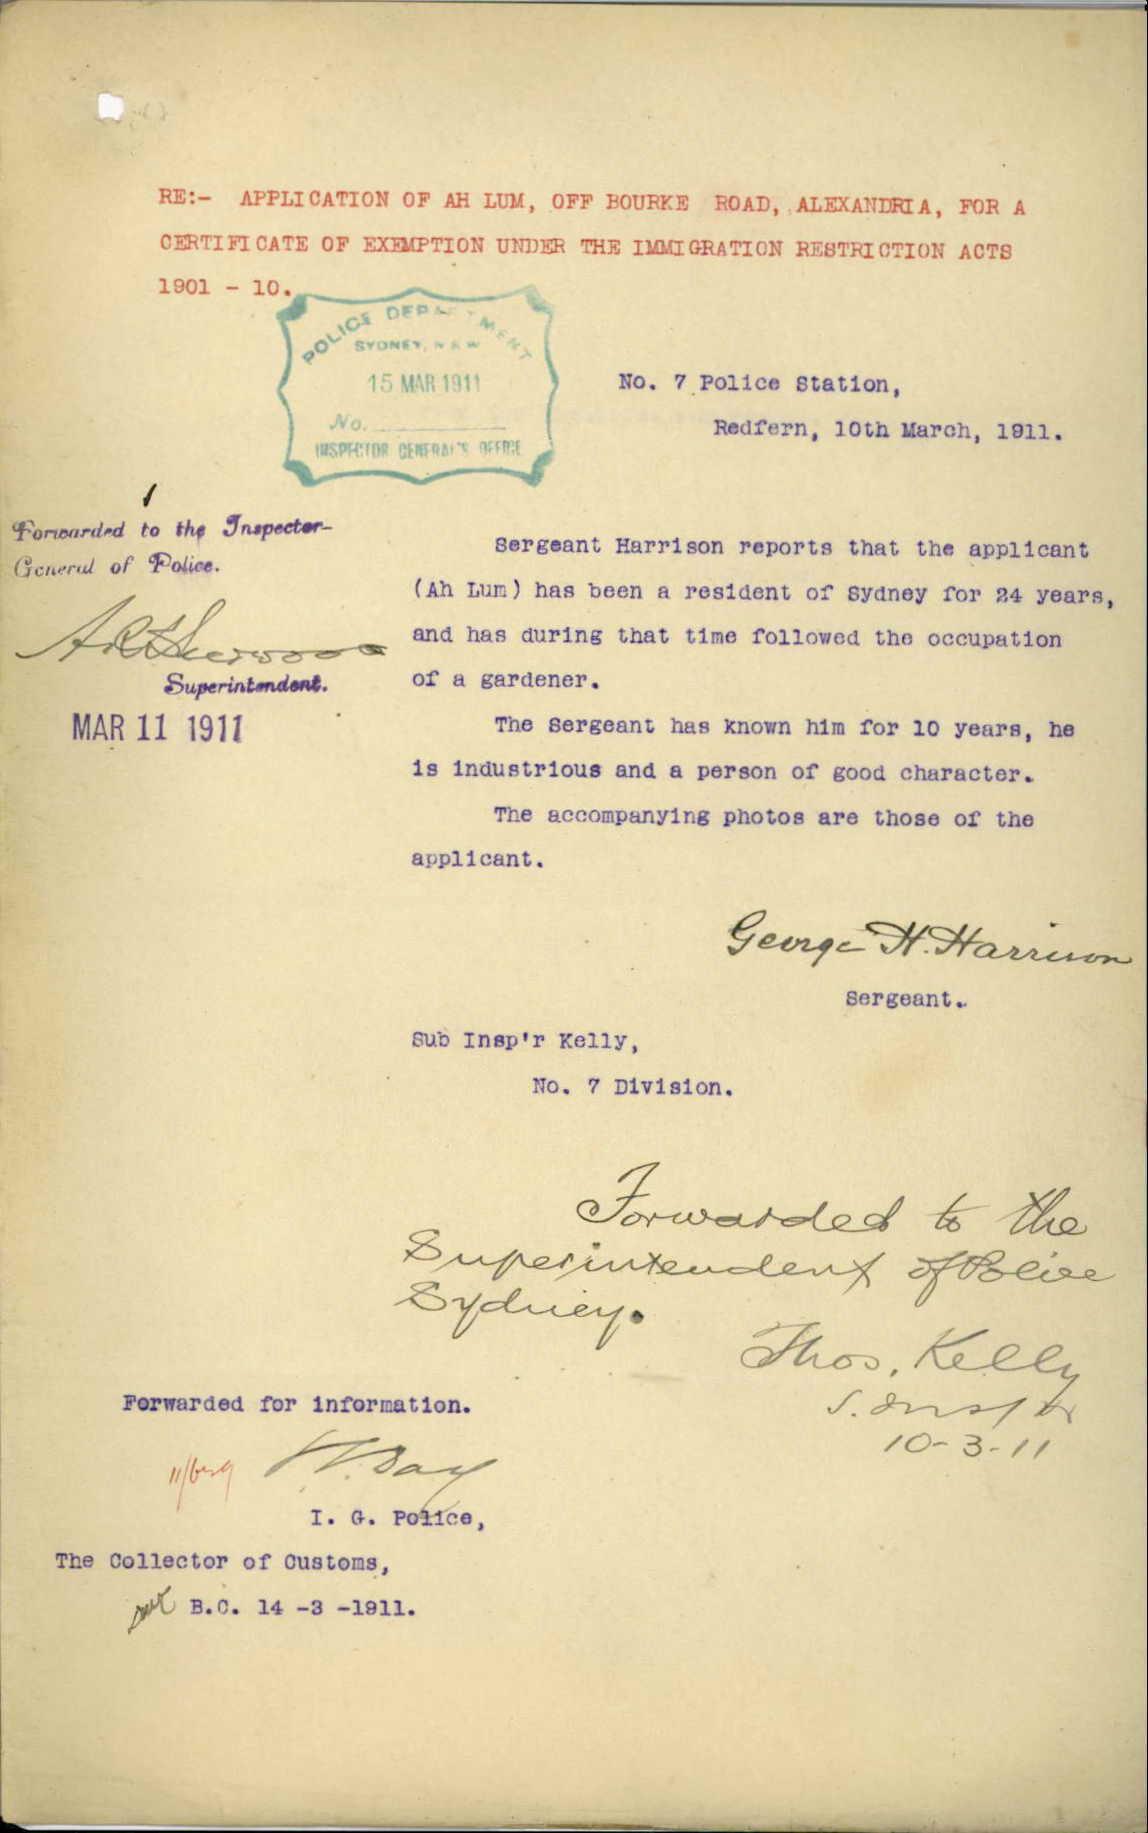 RE:- APPLICATION OF AH LUM, OFF BOURKE ROAD, ALEXANDRIA, FOR A
CERTIFICATE OF EXEMPTION UNDER THE IMMIGRATION RESTRICTION ACTS
1901 - 10.
POLICE DEPARTMENT
SYDNEY, N.S.W
15 MAR 1911
No.
INSPECTOR GENERAL'S OFFICE
No. 7 Police Station,
Redfern, 10th March, 1911.
Forwarded to the Inspector-
General of Police.
Superintendent.
MAR 11 1911
Sergeant Harrison reports that the applicant
(Ah Lum) has been a resident of Sydney for 24 years,
and has during that time followed the occupation
of a gardener.
The Sergeant has known him for 10 years, he
is industrious and a person of good character.
The accompanying photos are those of the
applicant.
George H. Harrison
Sergeant.
Sub Insp'r Kelly,
No. 7 Division.
Forwarded to the
Superintendent of Police
Sydney.
Thos. Kelly
S. Inspr
10-3-11
Forwarded for information.
I. G. Police,
The Collector of Customs,
B.C. 14 -3 -1911.